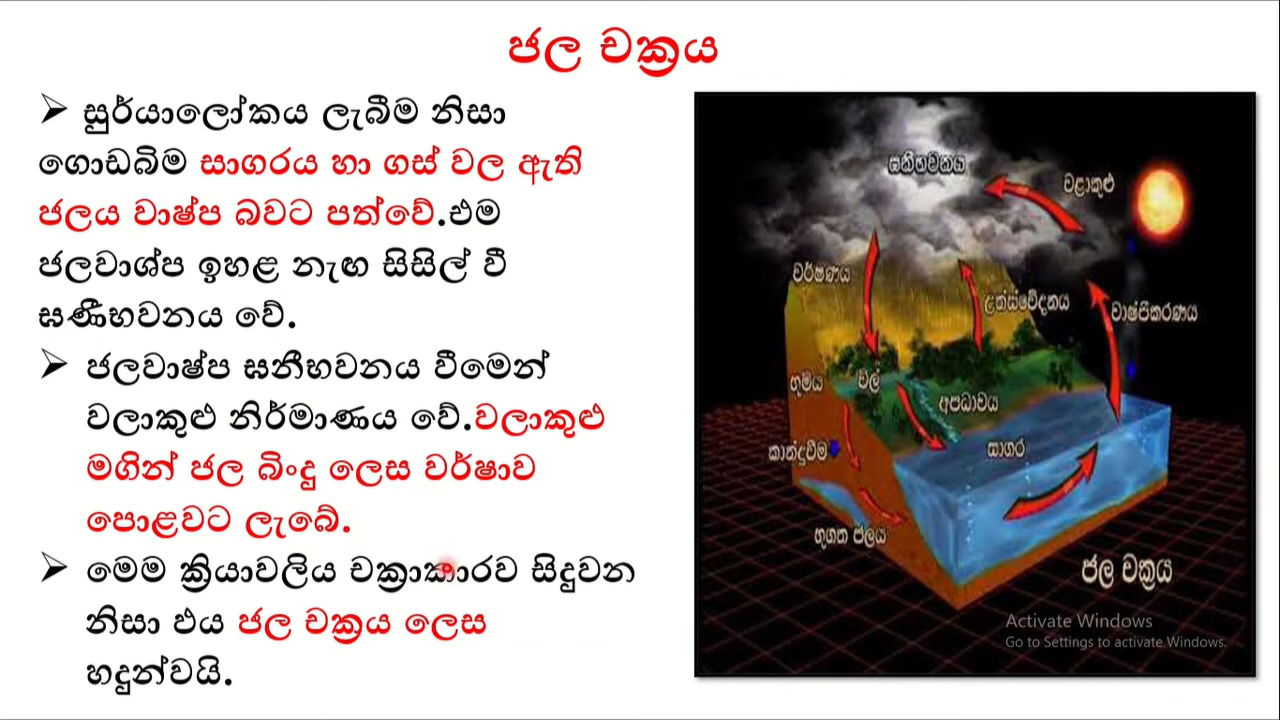 ජල චක්‍රය
➢ සුර්යාලෝකය ලැබීම නිසා
ගොඩබිම සාගරය හා ගස් වල ඇති
ජලය වාෂ්ප බවට පත්වේ.එම
ජලවාශ්ප ඉහළ නැඟ සිසිල් වී
ඝණීභවනය වේ.
➢ ජලවාෂ්ප ඝනීභවනය වීමෙන්
වලාකුළු නිර්මාණය වේ.වලාකුළු
මගින් ජල බිංදු ලෙස වර්ෂාව
පොළවට ලැබේ.
➢ මෙම ක්‍රියාවලිය චක්‍රාකාරව සිදුවන
නිසා එය ජල චක්‍රය ලෙස
හදුන්වයි.
ඝනීභවනය
වළාකුළු
වර්ෂණය
උත්ස්වේදනය
වාෂ්පිකරණය
භූමිය
විල්
අපධාවය
කාන්දුවීම
සාගර
භූගත ජලය
ජල චක්‍රය
Activate Windows
Go to Settings to activate Windows.